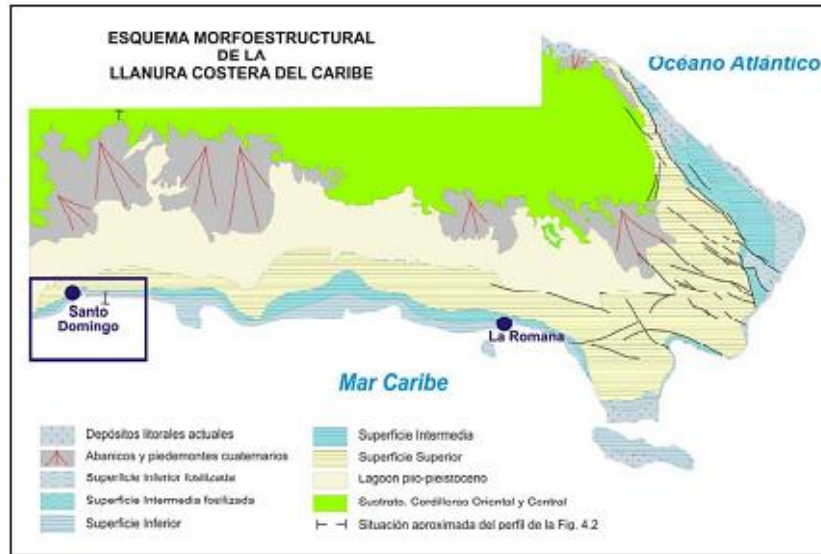 ESQUEMA MORFOESTRUCTURAL
DE LA
LLANURA COSTERA DEL CARIBE
Océano Atlántico
Santo
Domingo
La Romana
Mar Caribe
Depósitos litorales actuales
Abanicos y piedemontes cuaternarios
Superficie Inferior fosilizada
Superficie Intermedia fosilizada
Superficie Inferior
Superficie Intermedia
Superficie Superior
Lagoon plio-pleistoceno
Sustrato. Cordilleras Oriental y Central
Situación aproximada del perfil de la Fig. 4.2